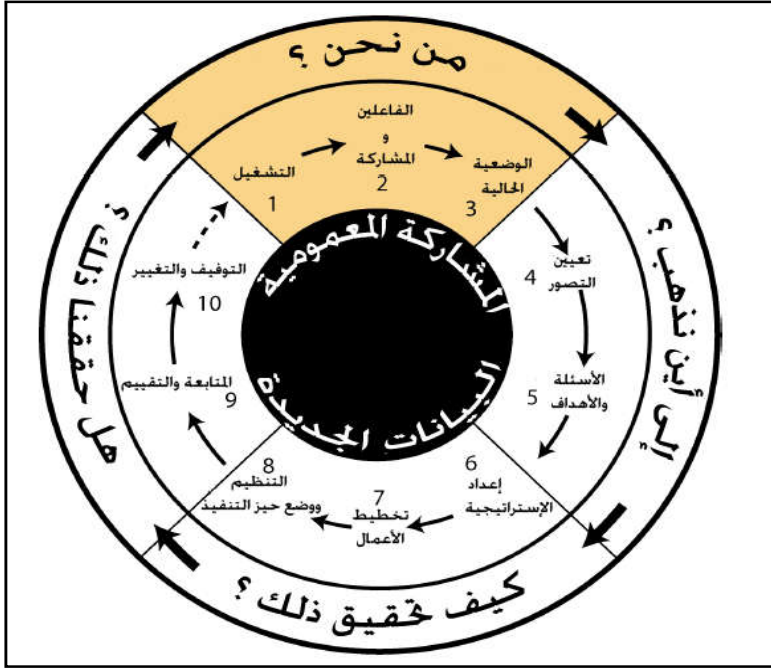 من نحن ؟
إلى أين نذهب ؟
كيف تحقيق ذلك ؟
هل حققنا ذلك ؟
المشاركة المعمومية
البيانات الجديدة
التشغيل
1
الفاعلين
و
المشاركة
2
الوضعية
الحالية
3
تعيين
التصور
4
الأسئلة
والأهداف
5
6
إعداد
الإستراتيجية
7
تخطيط
الأعمال
8
التنظيم
ووضع حيز التنفيذ
المتابعة والتقييم
9
التوفيف والتغيير
10